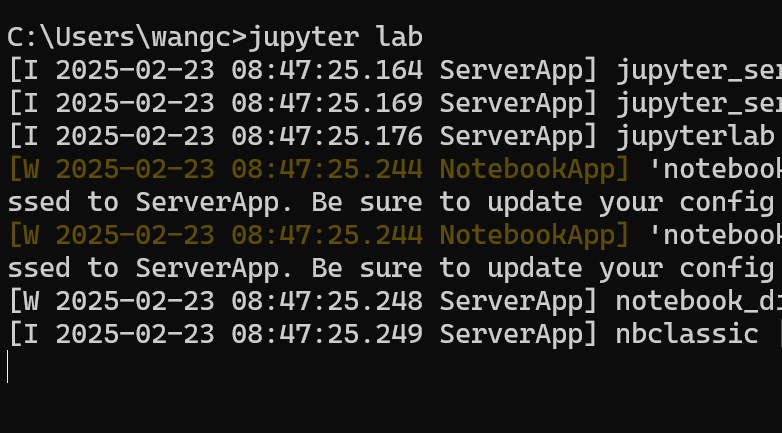 C:\Users\wangc>jupyter lab
[I 2025-02-23 08:47:25.164 ServerApp] jupyter_ser
[I 2025-02-23 08:47:25.169 ServerApp] jupyter_ser
[I 2025-02-23 08:47:25.176 ServerApp] jupyterlab
[W 2025-02-23 08:47:25.244 NotebookApp] 'notebook
ssed to ServerApp. Be sure to update your config
[W 2025-02-23 08:47:25.244 NotebookApp] 'notebook
ssed to ServerApp. Be sure to update your config
[W 2025-02-23 08:47:25.248 ServerApp] notebook_di
[I 2025-02-23 08:47:25.249 ServerApp] nbclassic |